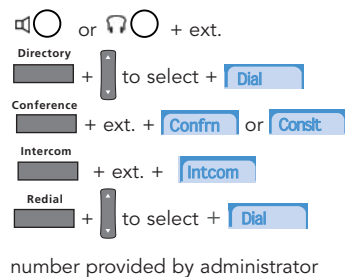 or + ext.
Directory
+ to select + Dial
Conference
+ ext. + Confrn or Conslt
Intercom
+ ext. + Intcom
Redial
+ to select + Dial
number provided by administrator